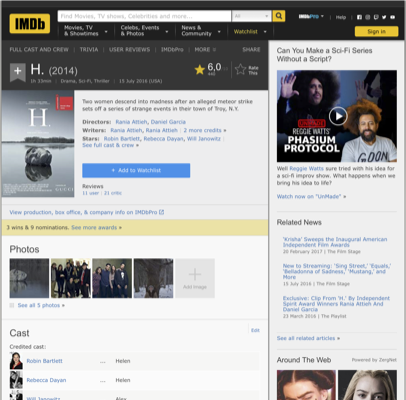 IMDb
Find Movies, TV shows, Celebrities and more...
All
IMDbPro
Help
Movies, TV & Showtimes
Celebs, Events & Photos
News & Community
Watchlist
Sign in
FULL CAST AND CREW | TRIVIA | USER REVIEWS | IMDbPro | MORE
SHARE
H. (2014)
1h 33min | Drama, Sci-Fi, Thriller | 15 July 2016 (USA)
6,0
Rate This
H
Two women descend into madness after an alleged meteor strike sets off a series of strange events in their town of Troy, N.Y.
Directors: Rania Attieh, Daniel Garcia
Writers: Rania Attieh, Rania Attieh | 2 more credits »
Stars: Robin Bartlett, Rebecca Dayan, Will Janowitz |
See full cast & crew »
+ Add to Watchlist
Reviews
11 user | 21 critic
View production, box office, & company info on IMDbPro
3 wins & 9 nominations. See more awards »
Photos
Add Image
See all 5 photos »
Cast
Edit
Credited cast:
Robin Bartlett ... Helen
Rebecca Dayan ... Helen
Will Janowitz ... Alex
Can You Make a Sci-Fi Series Without a Script?
REGGIE WATTS'
PHASIUM
PROTOCOL
Well Reggie Watts tried with his idea for a sci-fi improv show. What happens when we bring his idea to life?
Watch now on "UnMade" »
Related News
'Krisha' Sweeps the Inaugural American Independent Film Awards
20 February 2017 | The Film Stage
New to Streaming: 'Sing Street,' 'Equals,' 'Belladonna of Sadness,' 'Mustang,' and More
15 July 2016 | The Film Stage
Exclusive: Clip From 'H.' By Independent Spirit Award Winners Rania Attieh And Daniel Garcia
23 March 2016 | The Playlist
See all related articles »
Around The Web
Powered by ZergNet